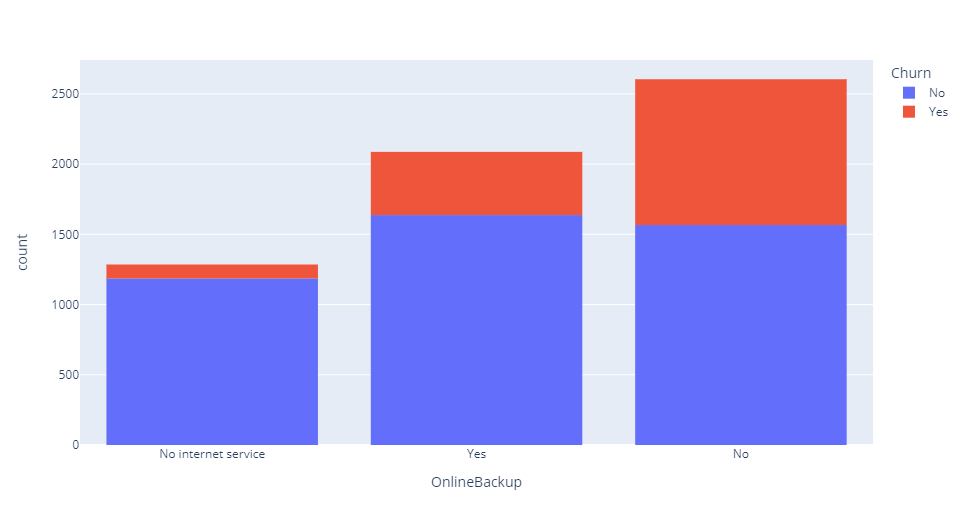 Churn
No
Yes
2500
2000
1500
1000
500
0
count
No internet service
Yes
No
OnlineBackup